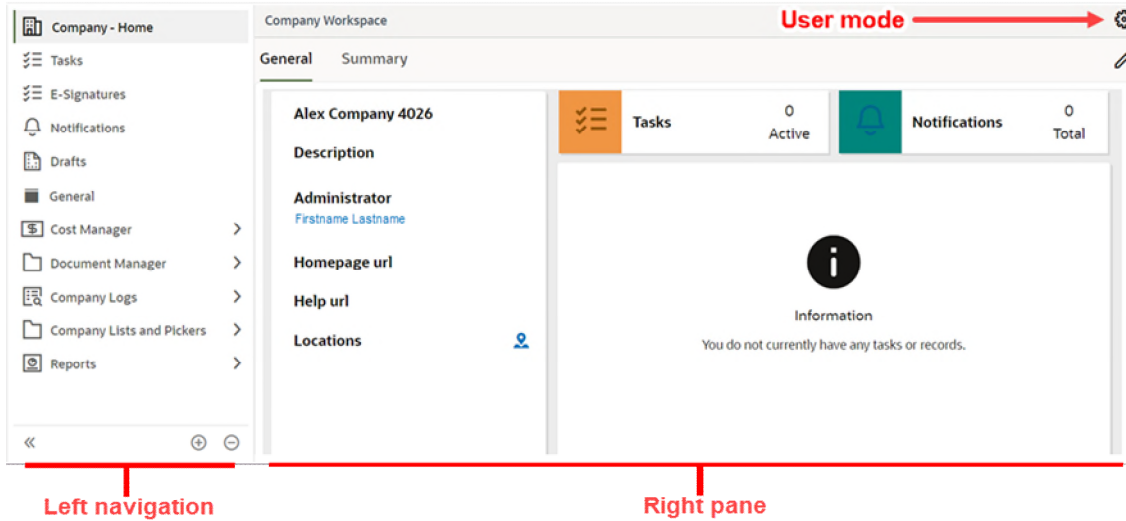 Company - Home
Tasks
E-Signatures
Notifications
Drafts
General
Cost Manager
Document Manager
Company Logs
Company Lists and Pickers
Reports
Company Workspace
User mode
General Summary
Alex Company 4026
Description
Administrator
Firstname Lastname
Homepage url
Help url
Locations
Tasks
0
Active
Notifications
0
Total
Information
You do not currently have any tasks or records.
Left navigation
Right pane